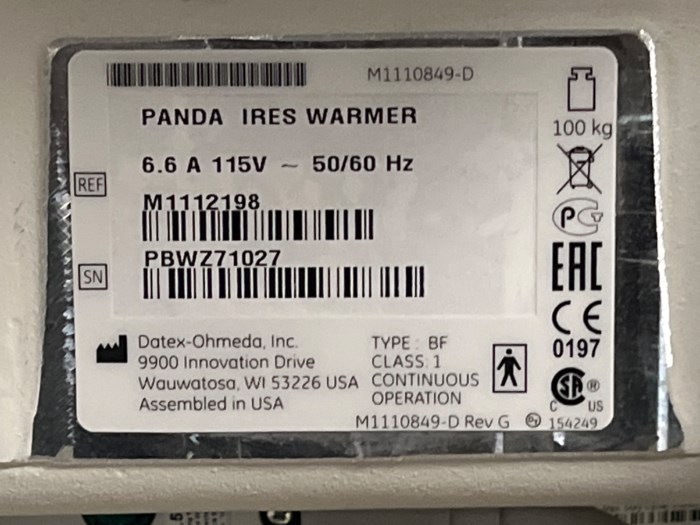 M1110849-D
PANDA IRES WARMER
100 kg
6.6 A 115V ~ 50/60 Hz
REF
M1112198
SN
PBWZ71027
EAC
CE
0197
Datex-Ohmeda, Inc.
9900 Innovation Drive
Wauwatosa, WI 53226 USA
Assembled in USA
TYPE: BF
CLASS: 1
CONTINUOUS
OPERATION
C US
M1110849-D Rev G
154249